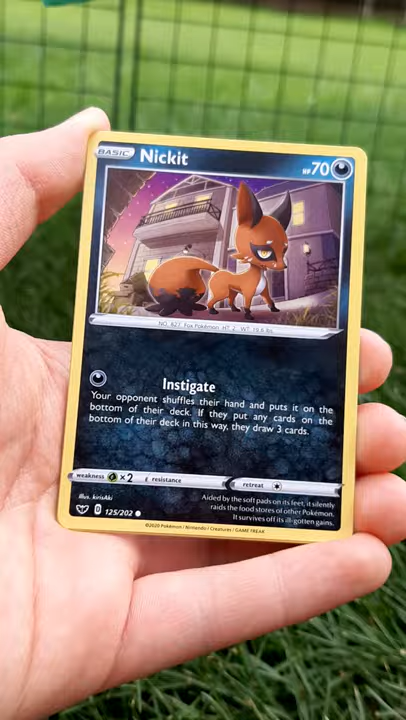 BASIC Nickit HP 70
NO. 827 Fox Pokémon HT: 2' WT: 19.6 lbs.
Instigate
Your opponent shuffles their hand and puts it on the
bottom of their deck. If they put any cards on the
bottom of their deck in this way, they draw 3 cards.
weakness ×2 resistance retreat
Illus. kirisAki
Aided by the soft pads on its feet, it silently
raids the food stores of other Pokémon.
It survives off its ill-gotten gains.
125/202
©2020 Pokémon / Nintendo / Creatures / GAME FREAK